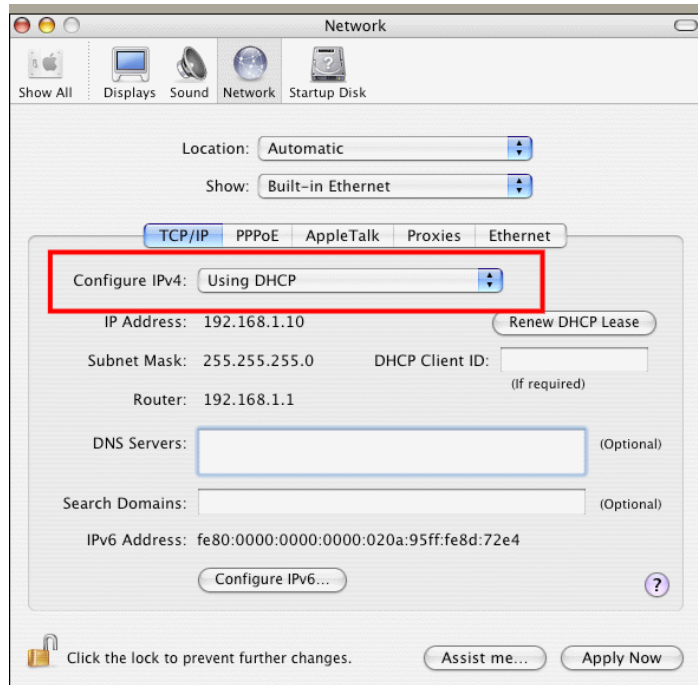 Network
Show All Displays Sound Network Startup Disk
Location: Automatic
Show: Built-in Ethernet
TCP/IP PPPoE AppleTalk Proxies Ethernet
Configure IPv4: Using DHCP
IP Address: 192.168.1.10 Renew DHCP Lease
Subnet Mask: 255.255.255.0 DHCP Client ID:
(If required)
Router: 192.168.1.1
DNS Servers: (Optional)
Search Domains: (Optional)
IPv6 Address: fe80:0000:0000:0000:020a:95ff:fe8d:72e4
Configure IPv6...
?
Click the lock to prevent further changes. Assist me... Apply Now